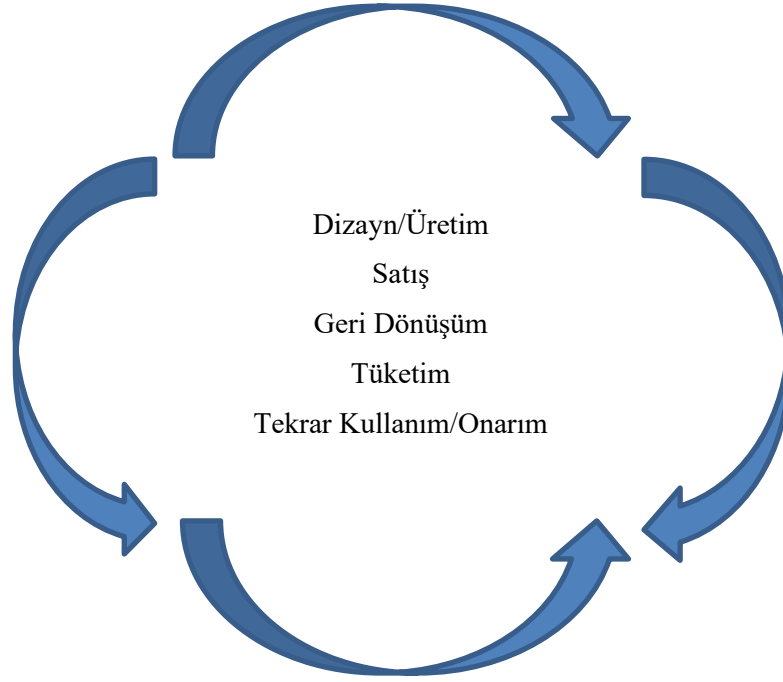 Dizayn/Üretim
Satış
Geri Dönüşüm
Tüketim
Tekrar Kullanım/Onarım